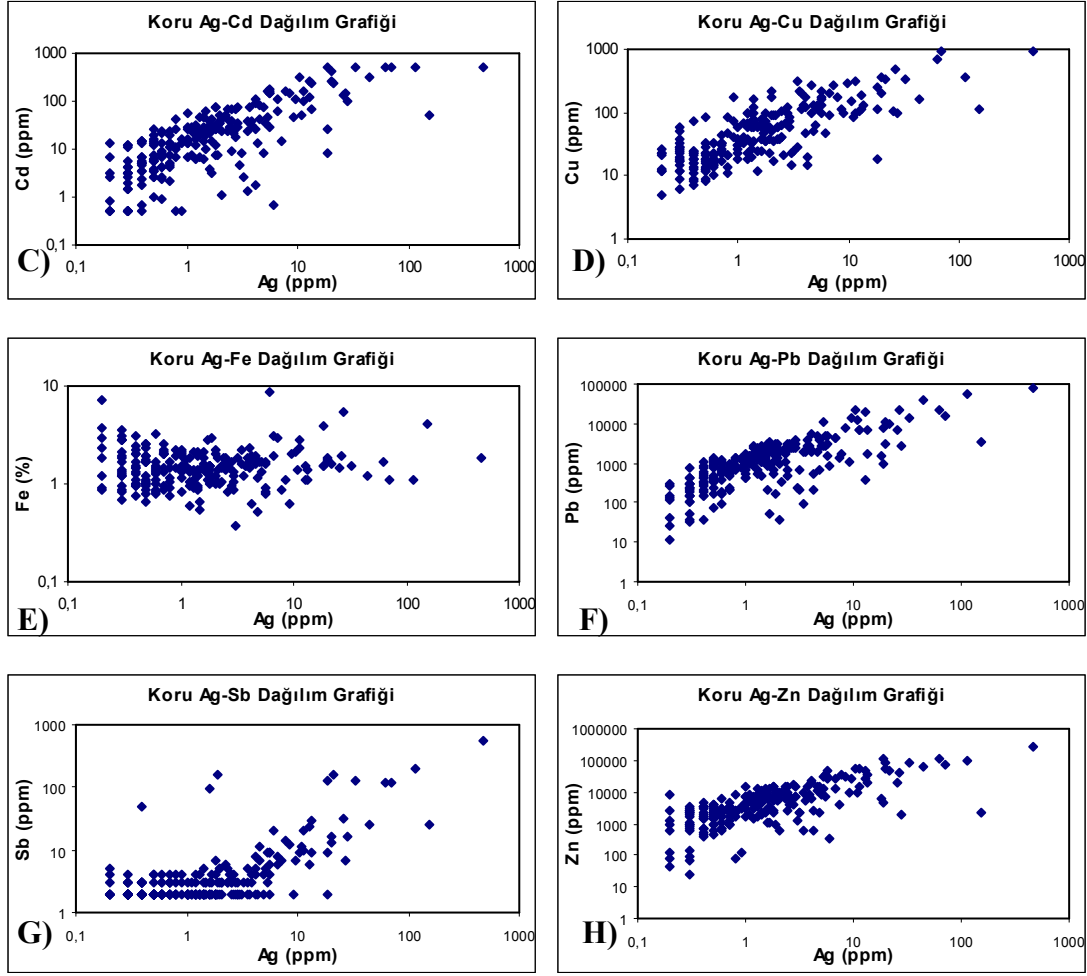 Koru Ag-Cd Dağılım Grafiği
1000
100
10
1
0,1
Cd (ppm)
0,1 1 10 100 1000
Ag (ppm)
C)
Koru Ag-Cu Dağılım Grafiği
1000
100
10
1
Cu (ppm)
0,1 1 10 100 1000
Ag (ppm)
D)
Koru Ag-Fe Dağılım Grafiği
10
1
0,1
Fe (%)
0,1 1 10 100 1000
Ag (ppm)
E)
Koru Ag-Pb Dağılım Grafiği
100000
10000
1000
100
10
1
Pb (ppm)
0,1 1 10 100 1000
Ag (ppm)
F)
Koru Ag-Sb Dağılım Grafiği
1000
100
10
1
Sb (ppm)
0,1 1 10 100 1000
Ag (ppm)
G)
Koru Ag-Zn Dağılım Grafiği
1000000
100000
10000
1000
100
10
1
Zn (ppm)
0,1 1 10 100 1000
Ag (ppm)
H)